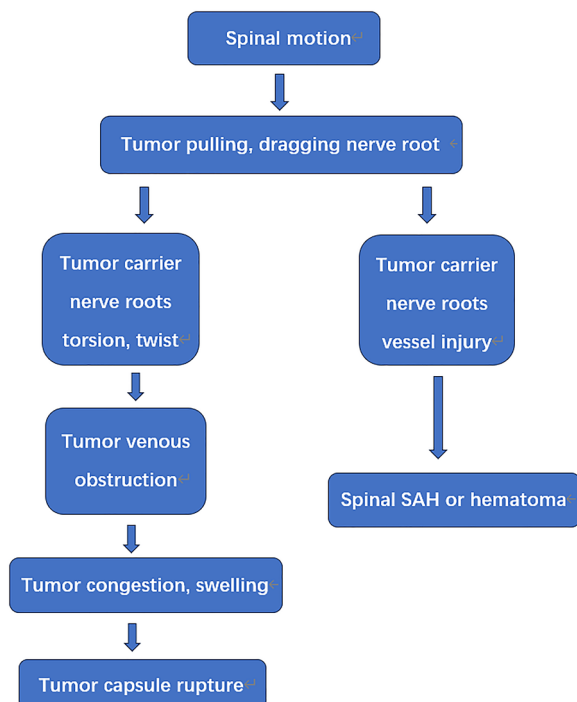 Spinal motion
Tumor pulling, dragging nerve root
Tumor carrier
nerve roots
torsion, twist
Tumor carrier
nerve roots
vessel injury
Tumor venous
obstruction
Spinal SAH or hematoma
Tumor congestion, swelling
Tumor capsule rupture